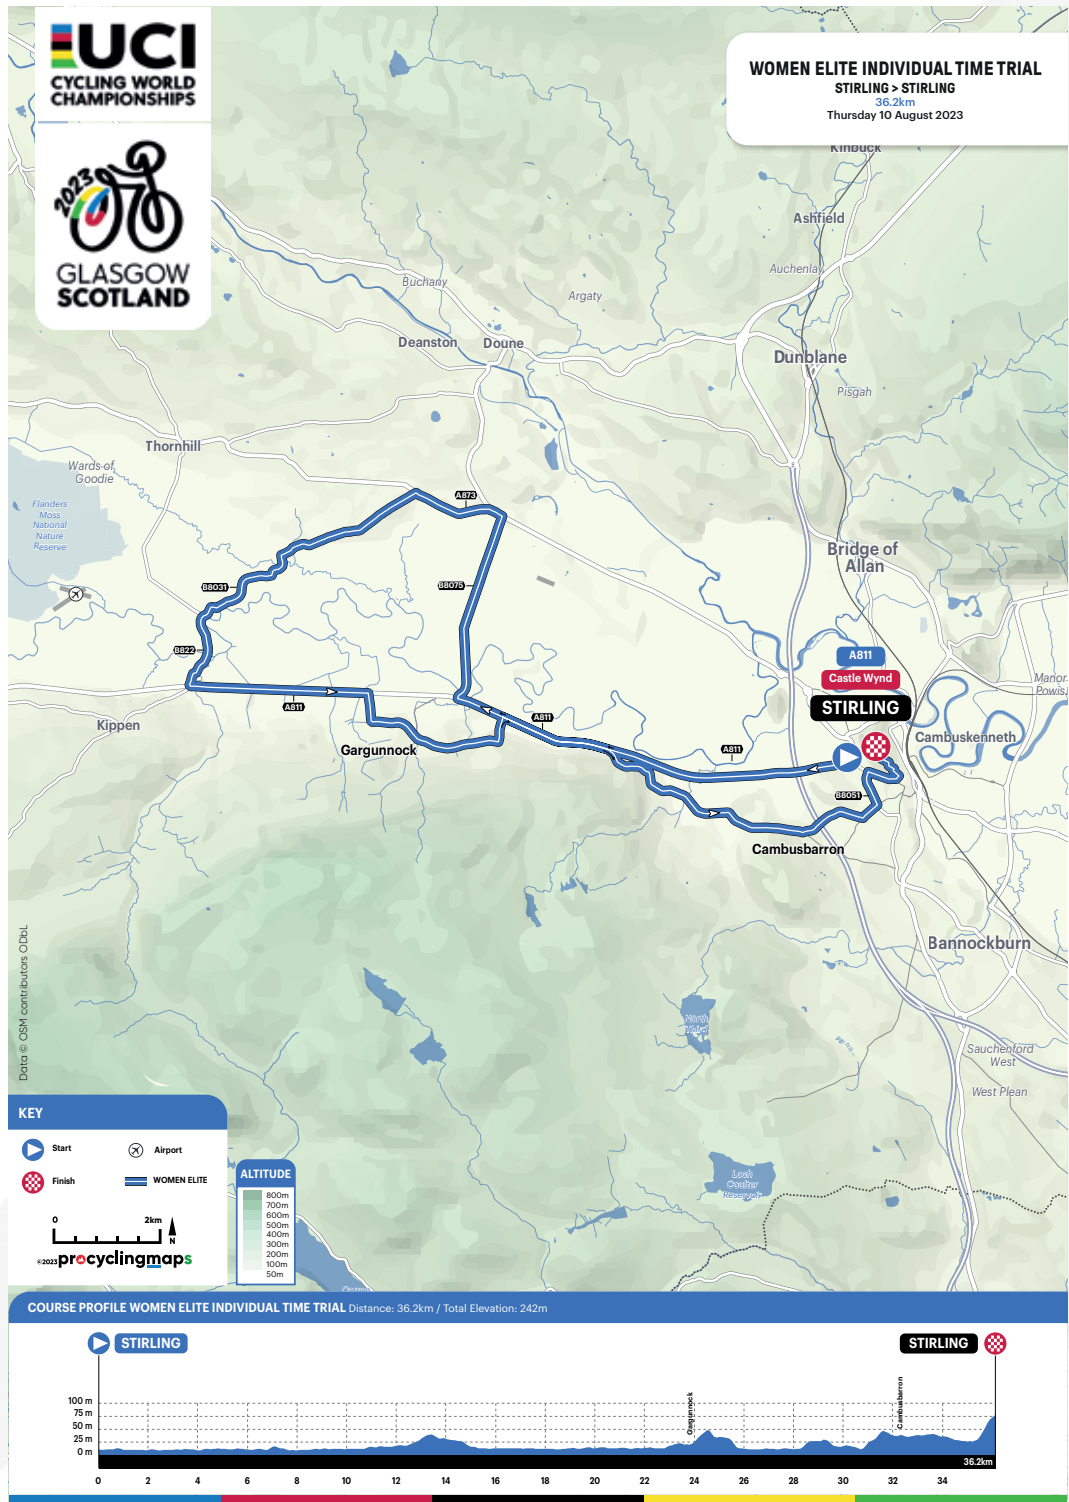 UCI
CYCLING WORLD
CHAMPIONSHIPS
2023
GLASGOW
SCOTLAND
WOMEN ELITE INDIVIDUAL TIME TRIAL
STIRLING > STIRLING
36.2km
Thursday 10 August 2023
Kinbuck
Ashfield
Auchenlay
Buchany
Argaty
Deanston
Doune
Dunblane
Pisgah
Thornhill
Wards of
Goodie
Flanders
Moss
National
Nature
Reserve
A873
Bridge of
Allan
B8031
B8075
B822
A811
Castle Wynd
STIRLING
Manor
Powis
A811
A811
A811
Kippen
Gargunnock
Cambuskenneth
B8051
Cambusbarron
Bannockburn
North
Third
Sauchenford
West
West Plean
Loch
Coulter
Reservoir
Data © OSM contributors ODbL
KEY
Start
Airport
Finish
WOMEN ELITE
0
2km
N
©2023 procyclingmaps
ALTITUDE
800m
700m
600m
500m
400m
300m
200m
100m
50m
COURSE PROFILE WOMEN ELITE INDIVIDUAL TIME TRIAL Distance: 36.2km / Total Elevation: 242m
STIRLING
STIRLING
Gargunnock
Cambusbarron
100 m
75 m
50 m
25 m
0 m
36.2km
0 2 4 6 8 10 12 14 16 18 20 22 24 26 28 30 32 34